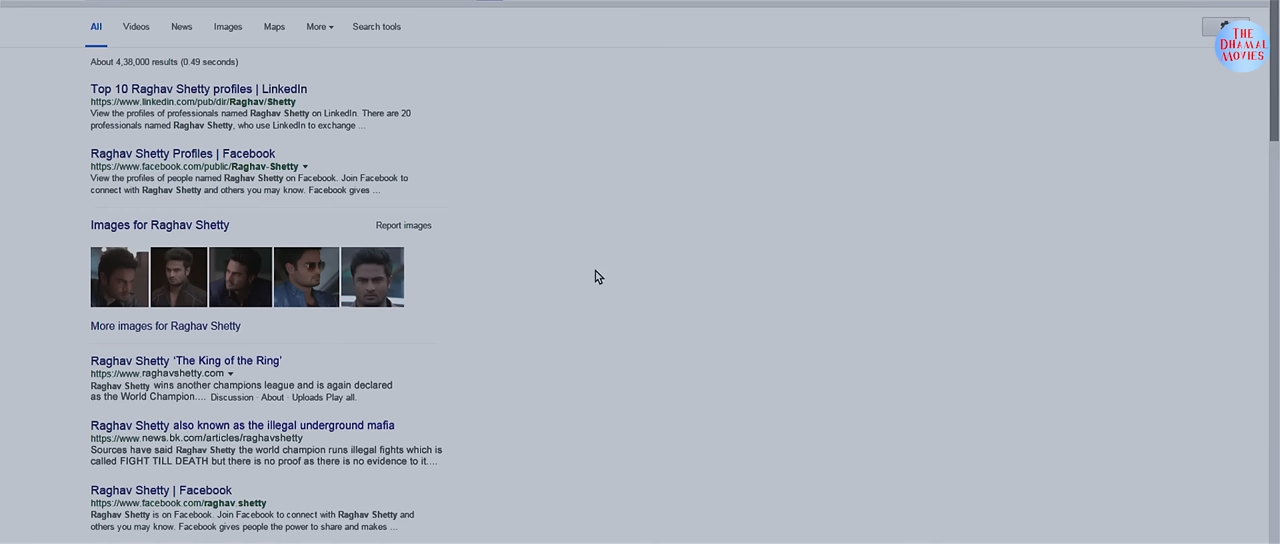 All Videos News Images Maps More Search tools
THE
DHAMAL
MOVIES
About 4,38,000 results (0.49 seconds)
Top 10 Raghav Shetty profiles | LinkedIn
https://www.linkedin.com/pub/dir/Raghav/Shetty
View the profiles of professionals named Raghav Shetty on LinkedIn. There are 20
professionals named Raghav Shetty, who use LinkedIn to exchange ...
Raghav Shetty Profiles | Facebook
https://www.facebook.com/public/Raghav-Shetty
View the profiles of people named Raghav Shetty on Facebook. Join Facebook to
connect with Raghav Shetty and others you may know. Facebook gives ...
Images for Raghav Shetty Report images
More images for Raghav Shetty
Raghav Shetty 'The King of the Ring'
https://www.raghavshetty.com
Raghav Shetty wins another champions league and is again declared
as the World Champion.... Discussion · About · Uploads Play all.
Raghav Shetty also known as the illegal underground mafia
https://www.news.bk.com/articles/raghavshetty
Sources have said Raghav Shetty the world champion runs illegal fights which is
called FIGHT TILL DEATH but there is no proof as there is no evidence to it....
Raghav Shetty | Facebook
https://www.facebook.com/raghav.shetty
Raghav Shetty is on Facebook. Join Facebook to connect with Raghav Shetty and
others you may know. Facebook gives people the power to share and makes ...